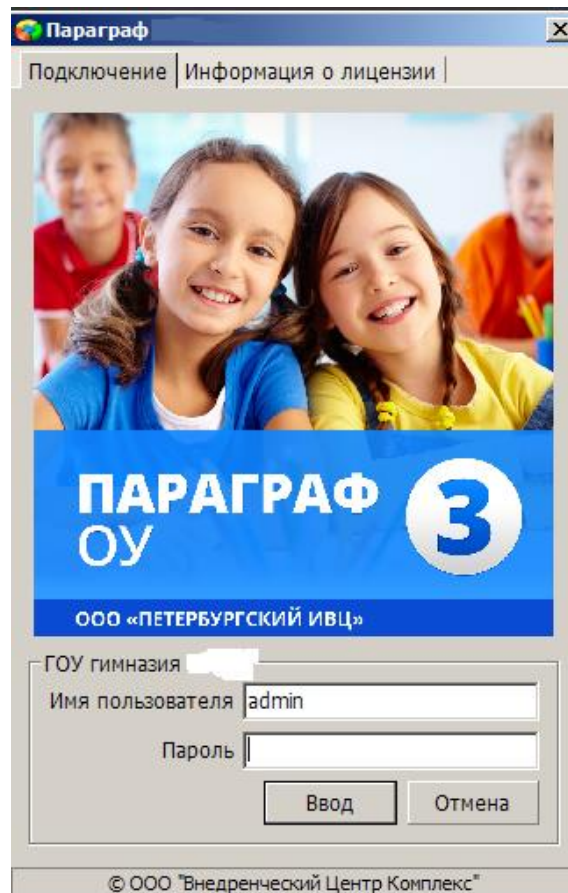 Параграф
Подключение Информация о лицензии
ПАРАГРАФ 3
ОУ
ООО «ПЕТЕРБУРГСКИЙ ИВЦ»
ГОУ гимназия
Имя пользователя admin
Пароль
Ввод Отмена
© ООО "Внедренческий Центр Комплекс"